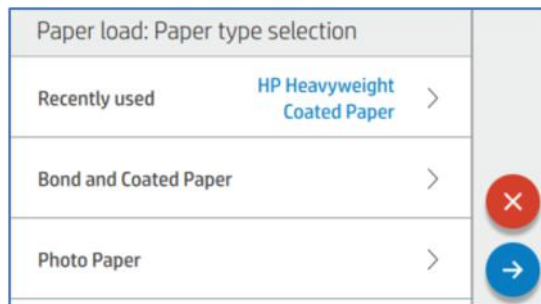 Paper load: Paper type selection
Recently used
HP Heavyweight
Coated Paper
Bond and Coated Paper
Photo Paper